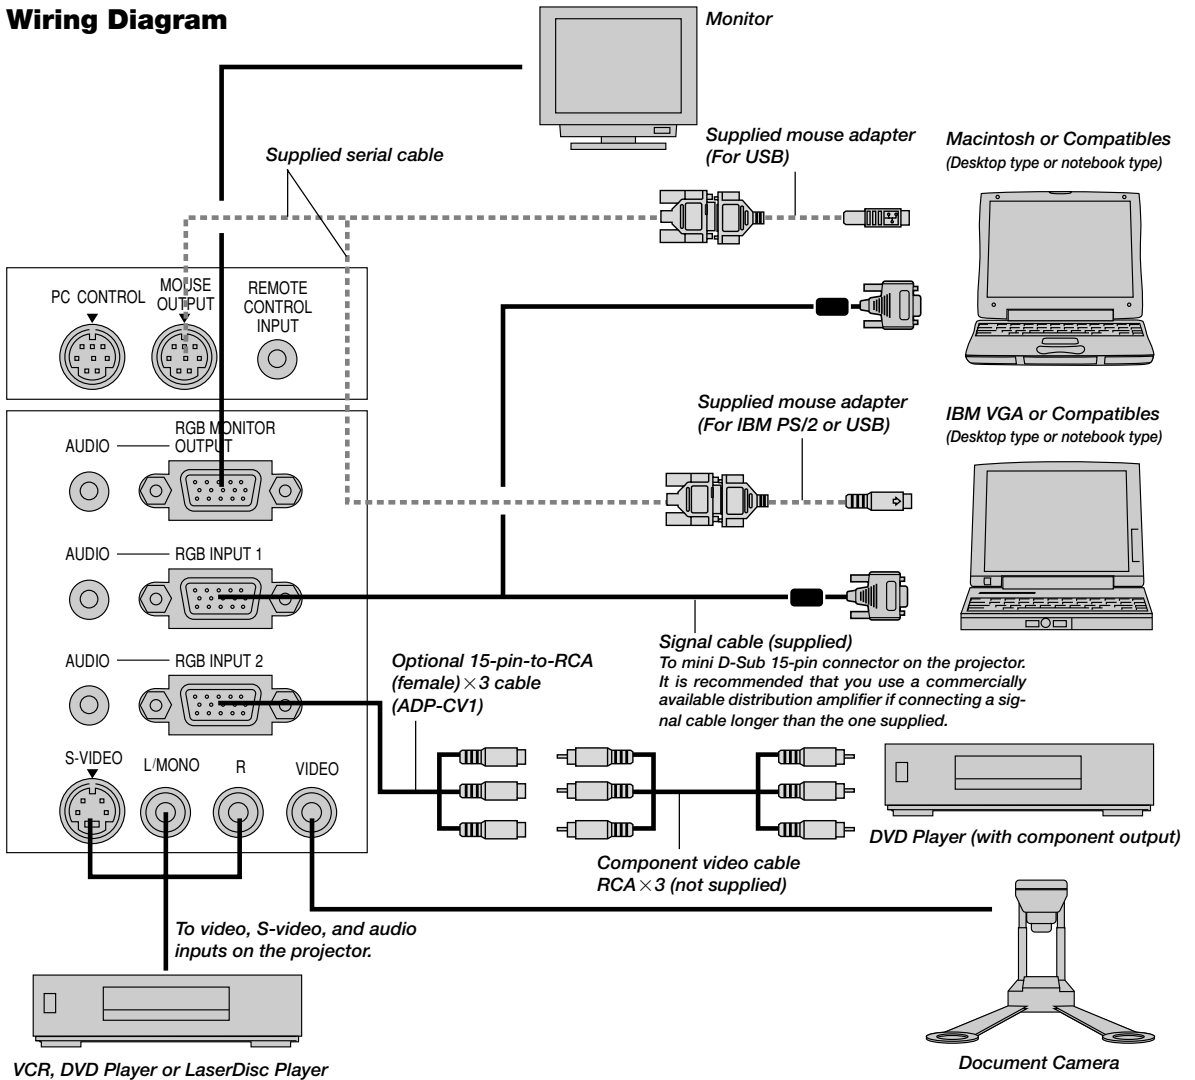 Wiring Diagram
Monitor
Supplied serial cable
Supplied mouse adapter
(For USB)
Macintosh or Compatibles
(Desktop type or notebook type)
PC CONTROL
MOUSE
OUTPUT
REMOTE
CONTROL
INPUT
Supplied mouse adapter
(For IBM PS/2 or USB)
IBM VGA or Compatibles
(Desktop type or notebook type)
AUDIO
RGB MONITOR
OUTPUT
AUDIO
RGB INPUT 1
AUDIO
RGB INPUT 2
Signal cable (supplied)
To mini D-Sub 15-pin connector on the projector.
It is recommended that you use a commercially
available distribution amplifier if connecting a sig-
nal cable longer than the one supplied.
Optional 15-pin-to-RCA
(female)×3 cable
(ADP-CV1)
S-VIDEO
L/MONO
R
VIDEO
DVD Player (with component output)
Component video cable
RCA×3 (not supplied)
To video, S-video, and audio
inputs on the projector.
VCR, DVD Player or LaserDisc Player
Document Camera